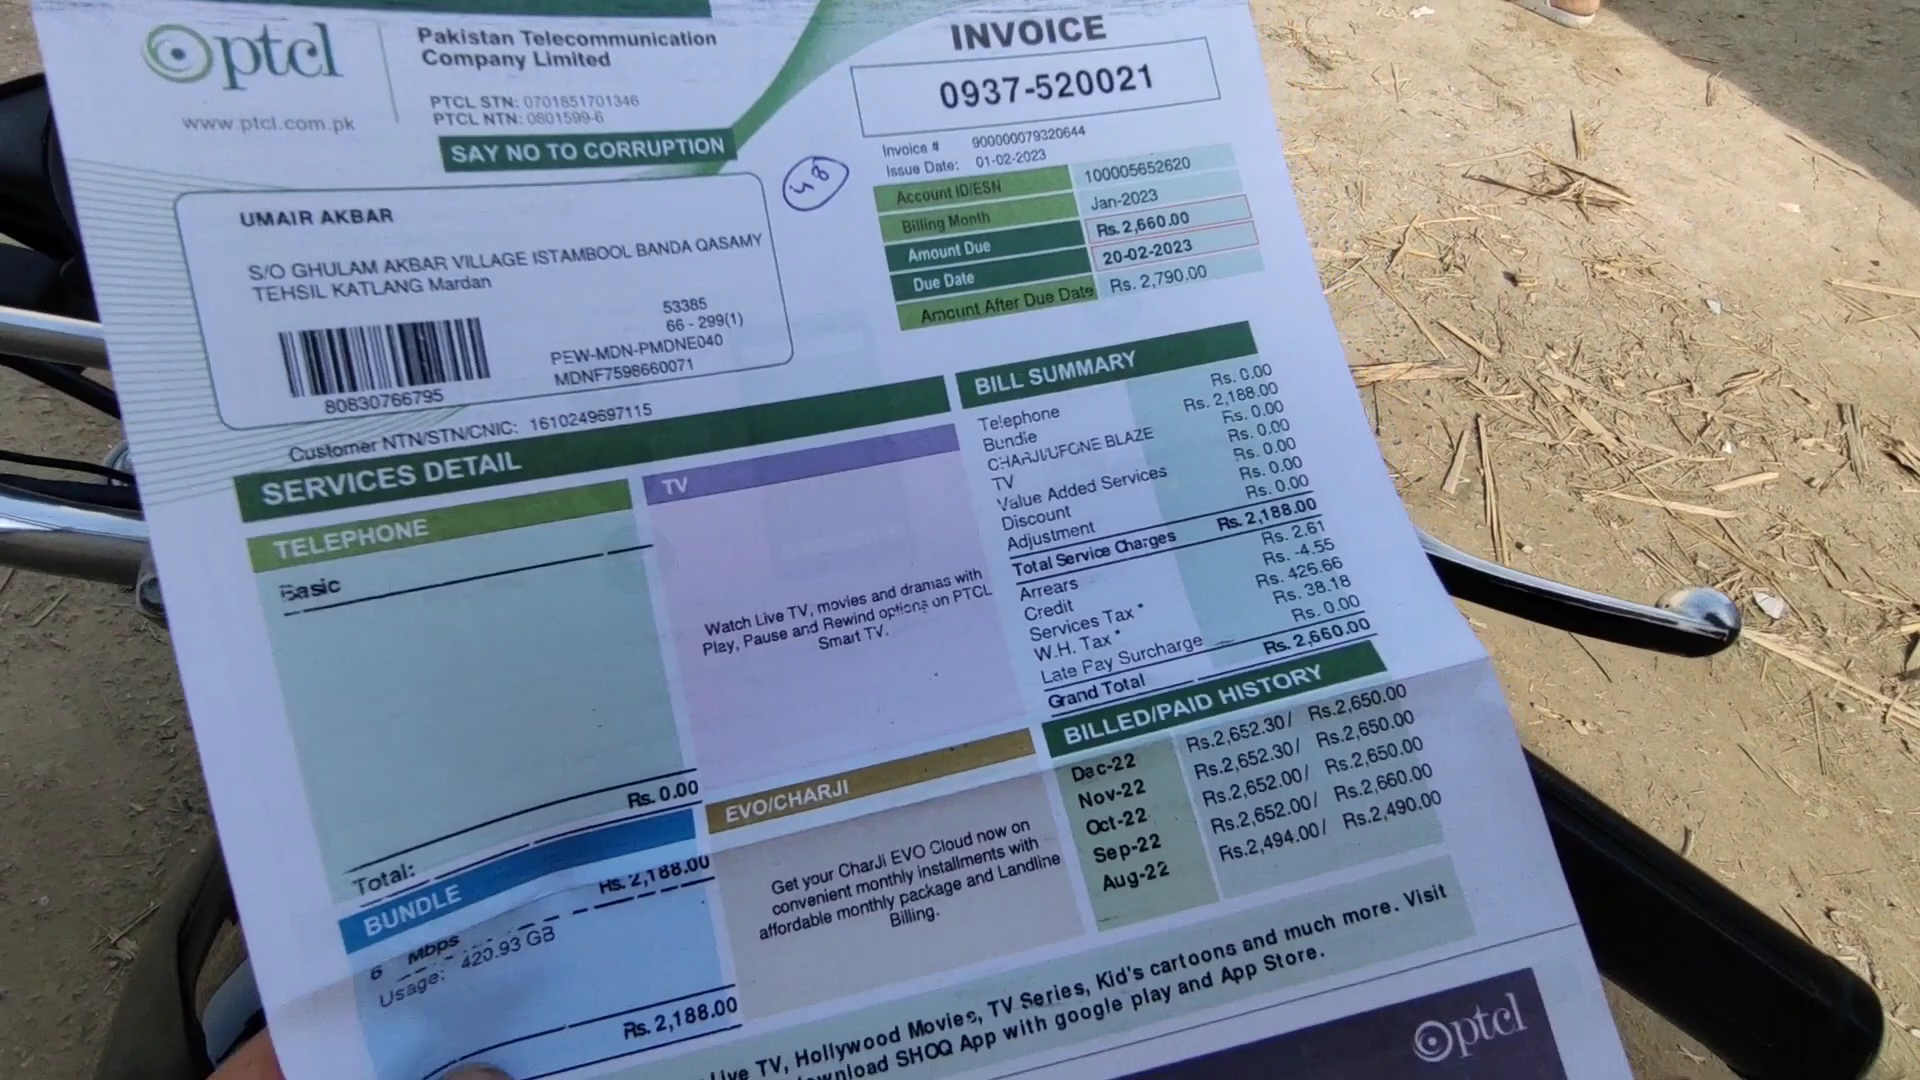 ptcl
www.ptcl.com.pk
Pakistan Telecommunication
Company Limited
PTCL STN: 0701851701346
PTCL NTN: 0801599-6
SAY NO TO CORRUPTION
48
INVOICE
0937-520021
Invoice # 900000079320644
Issue Date: 01-02-2023
Account ID/ESN 100005652620
Billing Month Jan-2023
Amount Due Rs. 2,660.00
Due Date 20-02-2023
Amount After Due Date Rs. 2,790.00
UMAIR AKBAR
S/O GHULAM AKBAR VILLAGE ISTAMBOOL BANDA QASAMY
TEHSIL KATLANG Mardan
53385
66 - 299(1)
PEW-MDN-PMDNE040
MDNF7598660071
80830766795
Customer NTN/STN/CNIC: 1610249697115
SERVICES DETAIL
TELEPHONE
Basic
Rs. 0.00
Total:
TV
Watch Live TV, movies and dramas with
Play, Pause and Rewind options on PTCL
Smart TV.
BUNDLE
Rs. 2,188.00
6 Mbps
Usage: 420.93 GB
Rs. 2,188.00
EVO/CHARJI
Get your CharJi EVO Cloud now on
convenient monthly installments with
affordable monthly package and Landline
Billing.
BILL SUMMARY
Telephone Rs. 0.00
Bundle Rs. 2,188.00
CHARJI/UFONE BLAZE Rs. 0.00
TV Rs. 0.00
Value Added Services Rs. 0.00
Discount Rs. 0.00
Adjustment Rs. 0.00
Total Service Charges Rs. 2,188.00
Arrears Rs. 2.61
Credit Rs. -4.55
Services Tax* Rs. 425.66
W.H. Tax* Rs. 38.18
Late Pay Surcharge Rs. 0.00
Grand Total Rs. 2,660.00
BILLED/PAID HISTORY
Dec-22 Rs.2,652.30/ Rs.2,650.00
Nov-22 Rs.2,652.30/ Rs.2,650.00
Oct-22 Rs.2,652.00/ Rs.2,650.00
Sep-22 Rs.2,652.00/ Rs.2,660.00
Aug-22 Rs.2,494.00/ Rs.2,490.00
Live TV, Hollywood Movies, TV Series, Kid's cartoons and much more. Visit
SHOQ App with google play and App Store.
ptcl